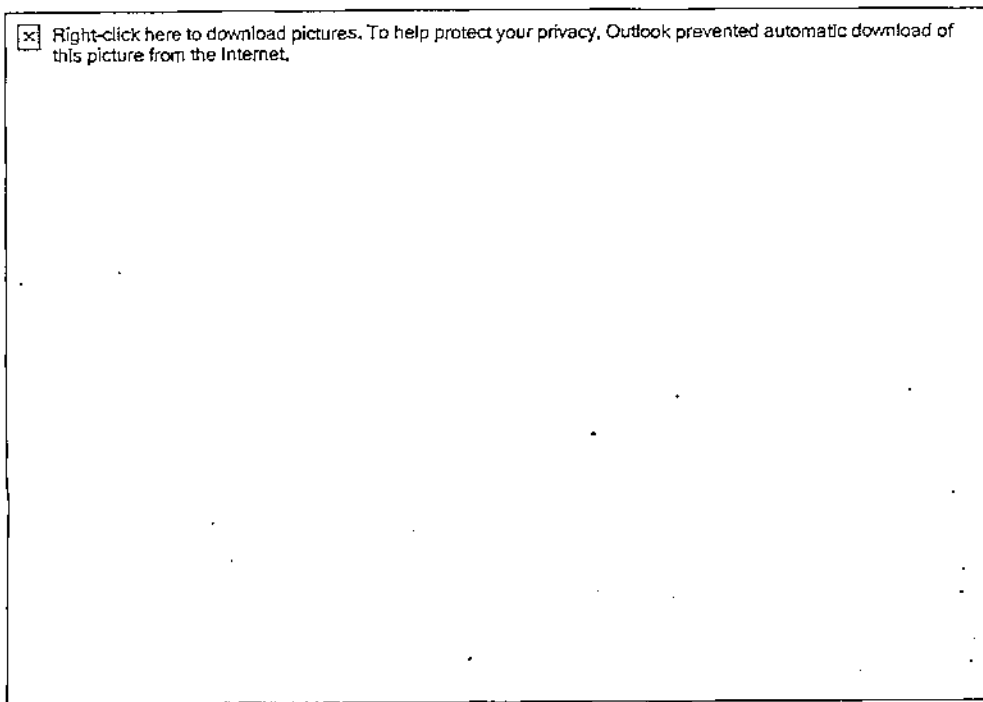 Right-click here to download pictures. To help protect your privacy, Outlook prevented automatic download of
this picture from the Internet.